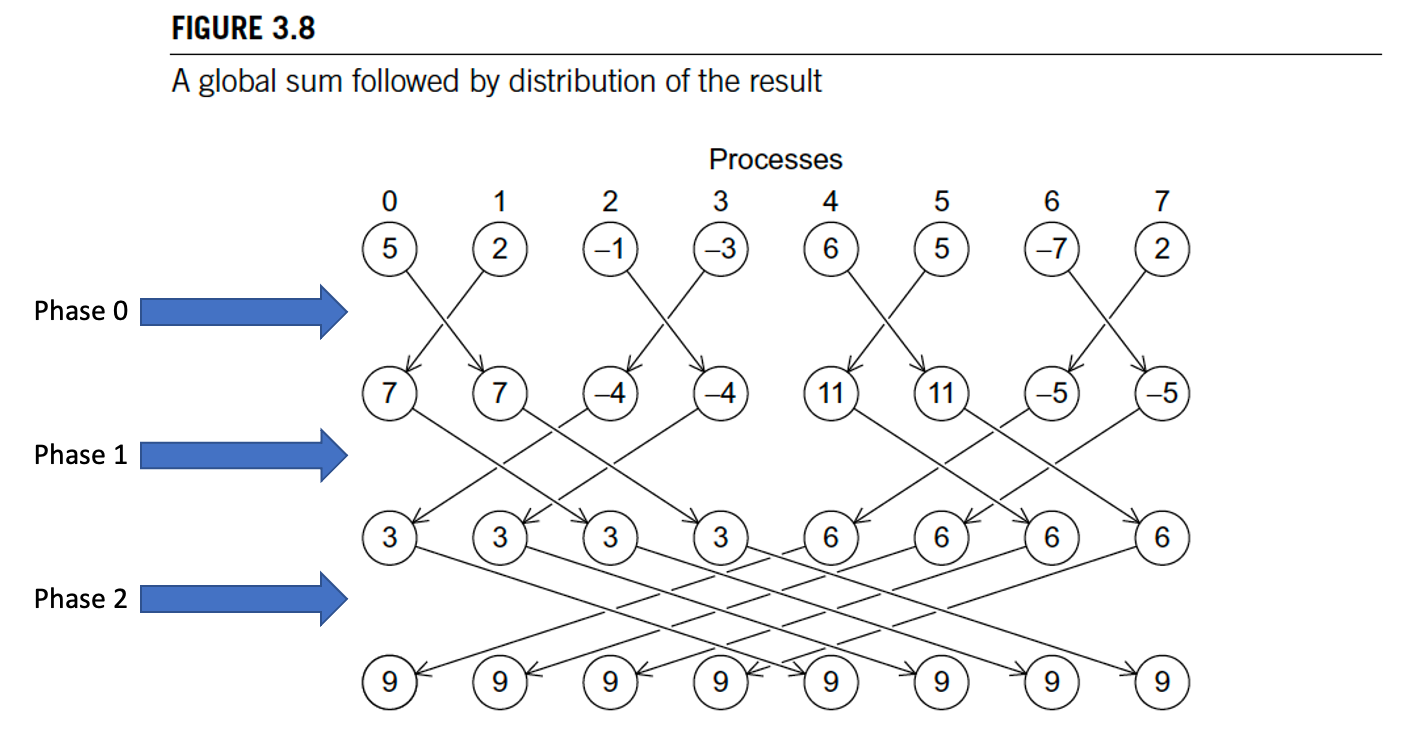 FIGURE 3.8
A global sum followed by distribution of the result
Processes
0 1 2 3 4 5 6 7
5 2 –1 –3 6 5 –7 2
Phase 0
7 7 –4 –4 11 11 –5 –5
Phase 1
3 3 3 3 6 6 6 6
Phase 2
9 9 9 9 9 9 9 9